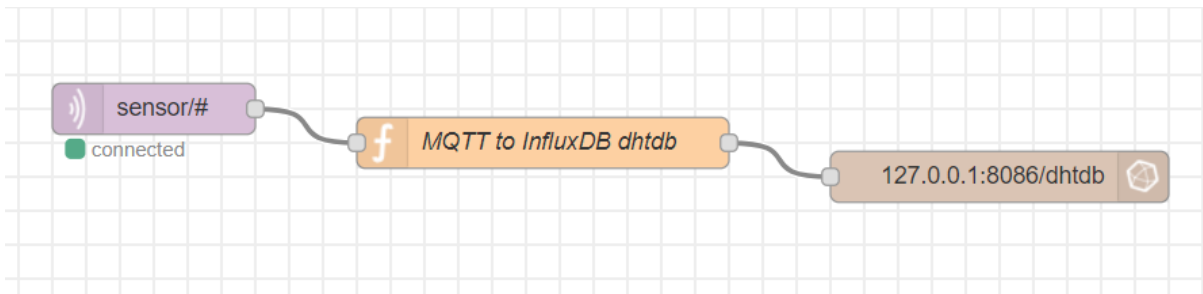 sensor/#
connected
MQTT to InfluxDB dhtdb
127.0.0.1:8086/dhtdb